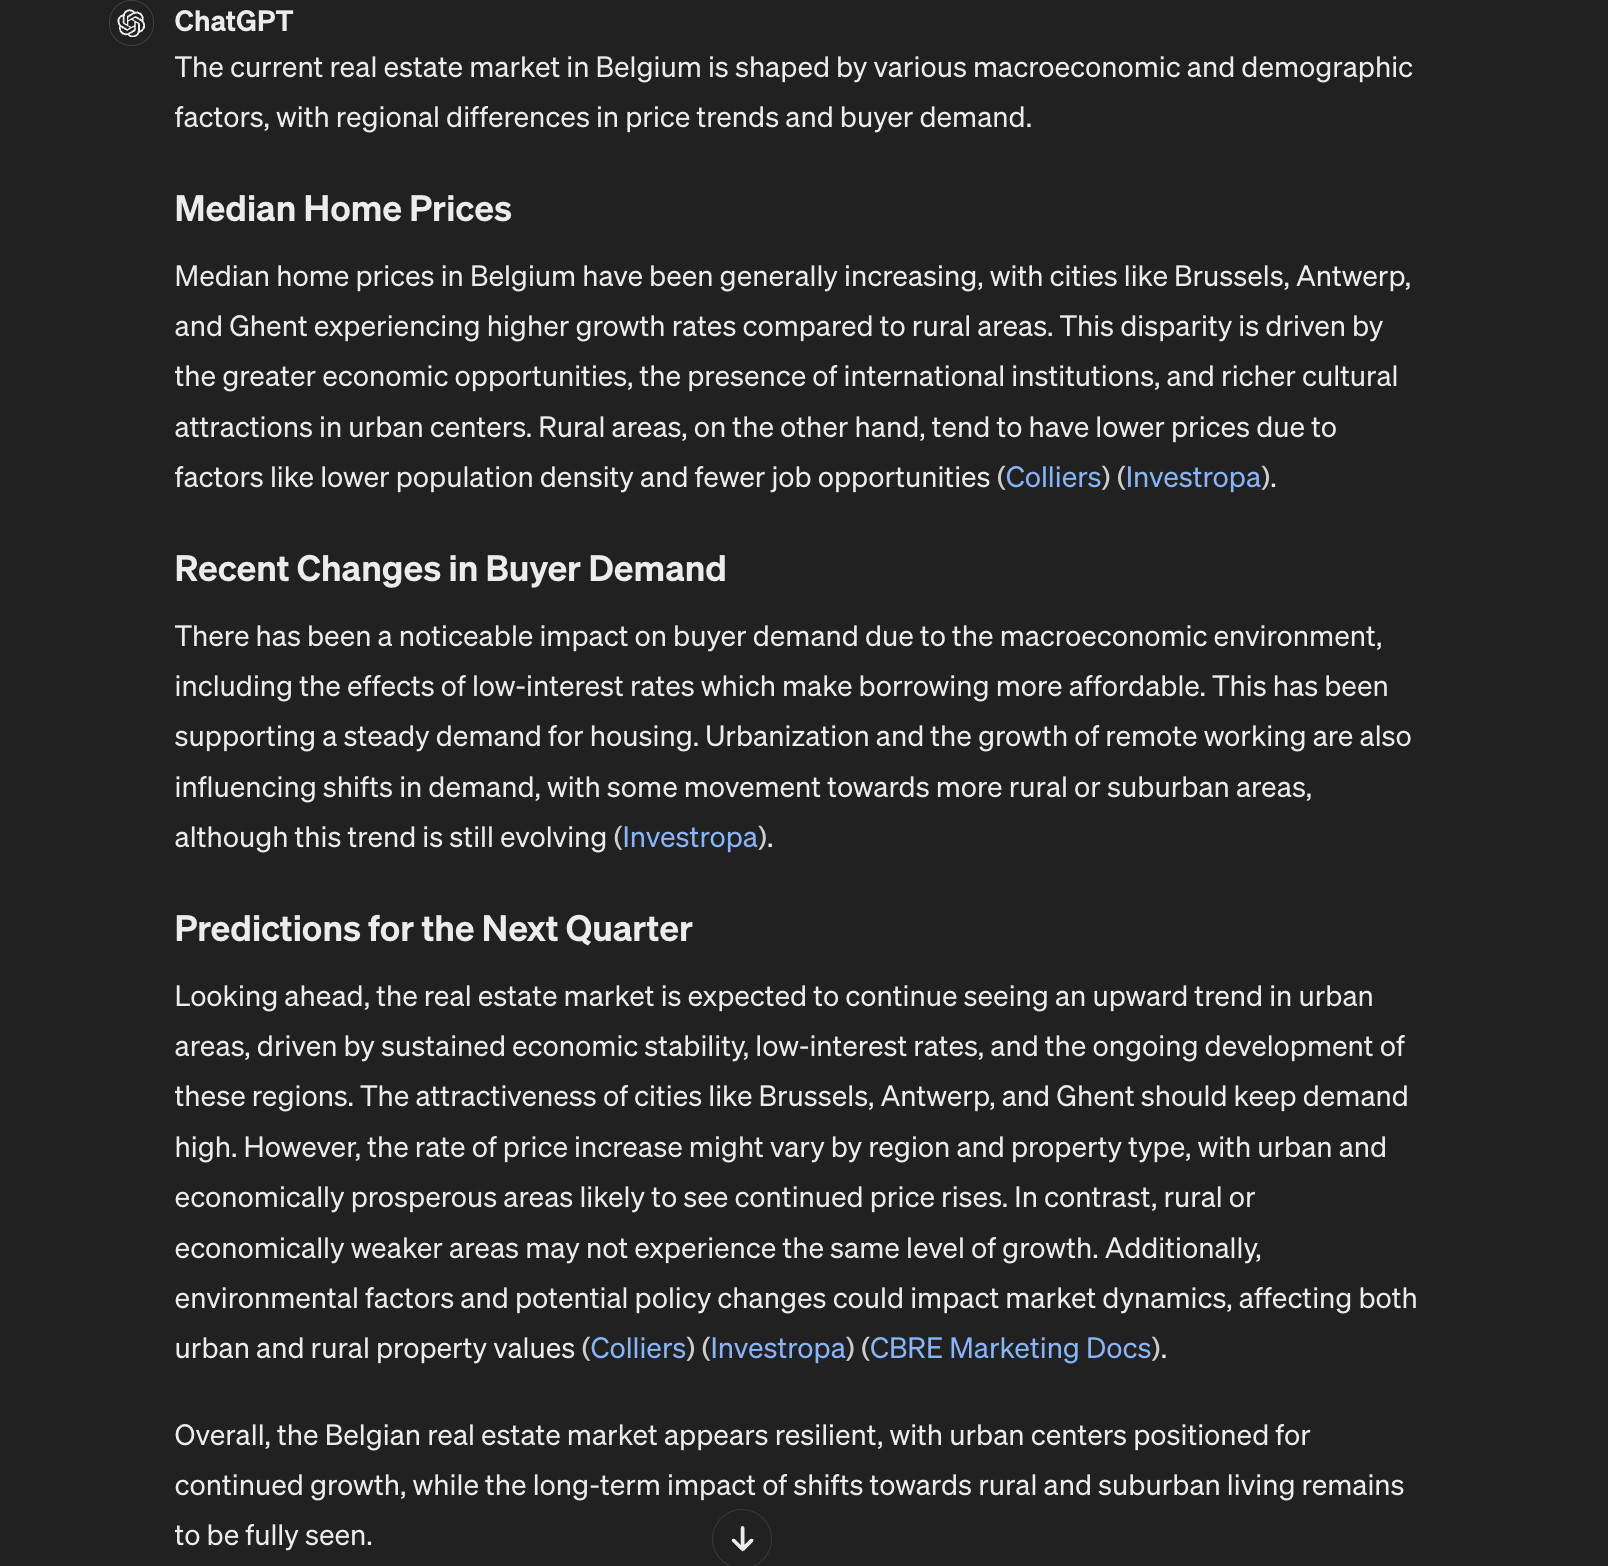 ChatGPT
The current real estate market in Belgium is shaped by various macroeconomic and demographic
factors, with regional differences in price trends and buyer demand.
Median Home Prices
Median home prices in Belgium have been generally increasing, with cities like Brussels, Antwerp,
and Ghent experiencing higher growth rates compared to rural areas. This disparity is driven by
the greater economic opportunities, the presence of international institutions, and richer cultural
attractions in urban centers. Rural areas, on the other hand, tend to have lower prices due to
factors like lower population density and fewer job opportunities (Colliers) (Investropa).
Recent Changes in Buyer Demand
There has been a noticeable impact on buyer demand due to the macroeconomic environment,
including the effects of low-interest rates which make borrowing more affordable. This has been
supporting a steady demand for housing. Urbanization and the growth of remote working are also
influencing shifts in demand, with some movement towards more rural or suburban areas,
although this trend is still evolving (Investropa).
Predictions for the Next Quarter
Looking ahead, the real estate market is expected to continue seeing an upward trend in urban
areas, driven by sustained economic stability, low-interest rates, and the ongoing development of
these regions. The attractiveness of cities like Brussels, Antwerp, and Ghent should keep demand
high. However, the rate of price increase might vary by region and property type, with urban and
economically prosperous areas likely to see continued price rises. In contrast, rural or
economically weaker areas may not experience the same level of growth. Additionally,
environmental factors and potential policy changes could impact market dynamics, affecting both
urban and rural property values (Colliers) (Investropa) (CBRE Marketing Docs).
Overall, the Belgian real estate market appears resilient, with urban centers positioned for
continued growth, while the long-term impact of shifts towards rural and suburban living remains
to be fully seen.